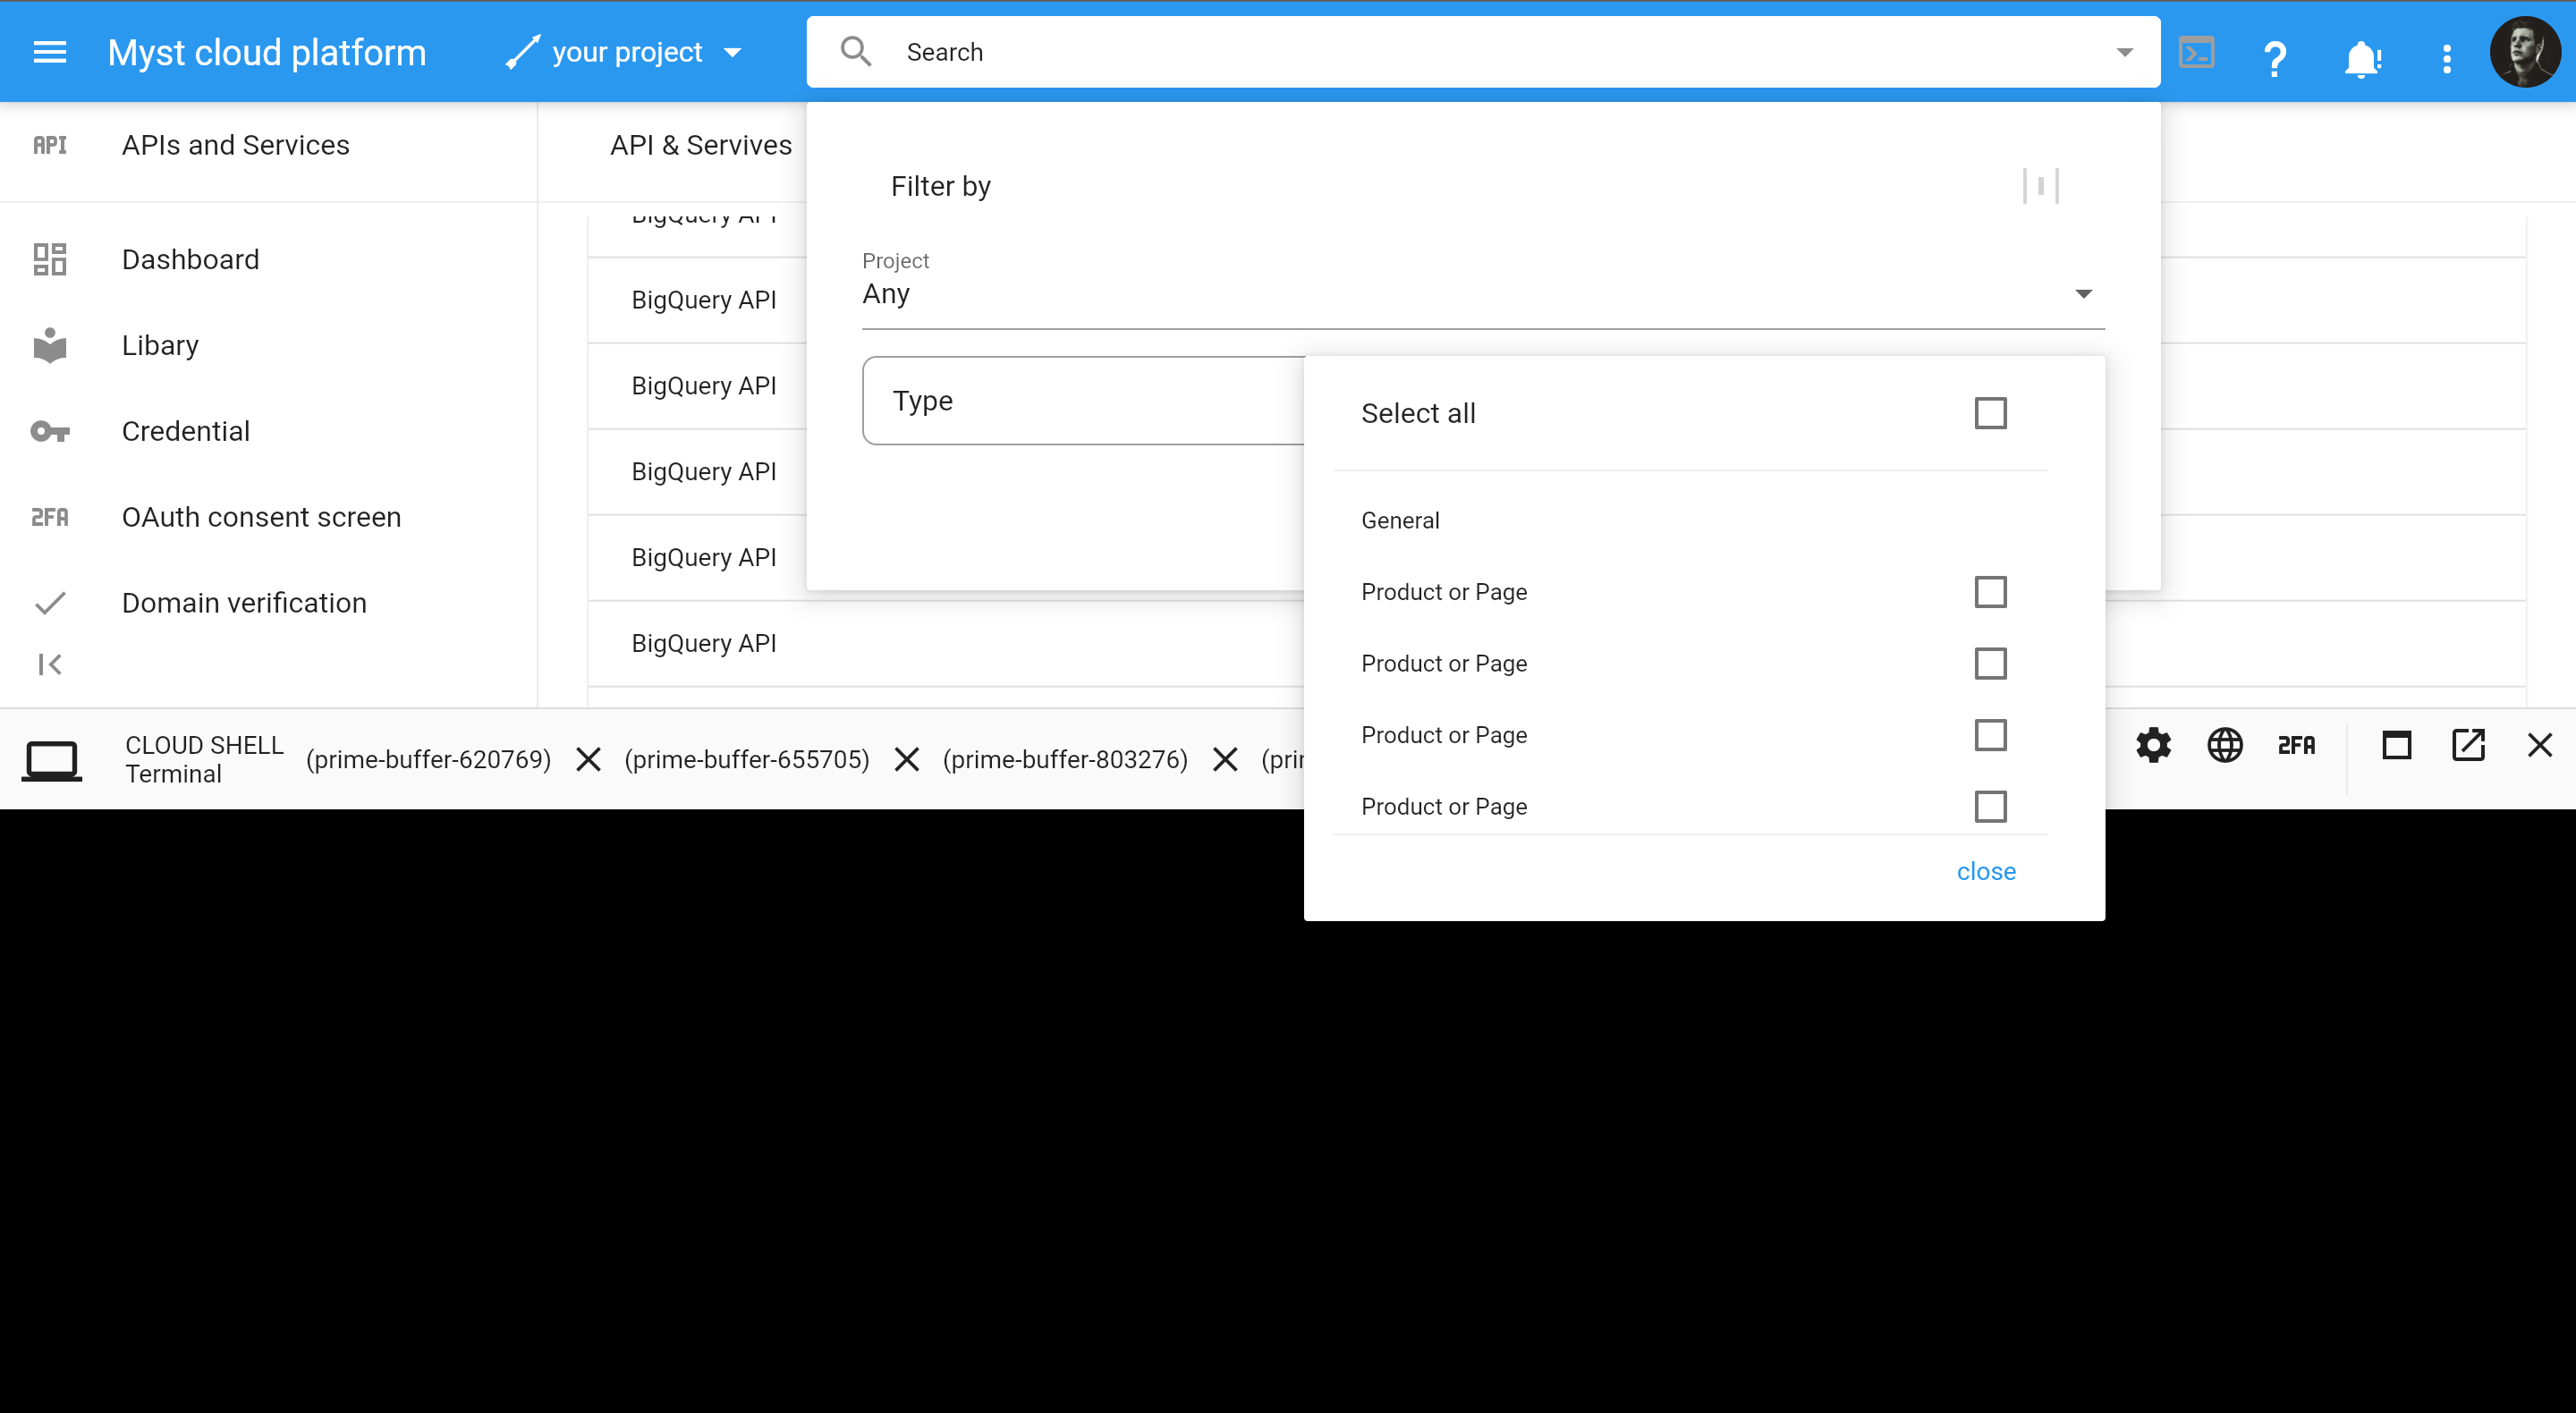 Myst cloud platform
your project
Search
APIs and Services
API & Servives
Filter by
Dashboard
BigQuery API
Project
Any
BigQuery API
Libary
BigQuery API
Type
Select all
Credential
BigQuery API
OAuth consent screen
General
BigQuery API
Product or Page
Domain verification
BigQuery API
Product or Page
CLOUD SHELL
Terminal
(prime-buffer-620769)
(prime-buffer-655705)
(prime-buffer-803276)
(prin
Product or Page
Product or Page
close
API
2FA
2FA